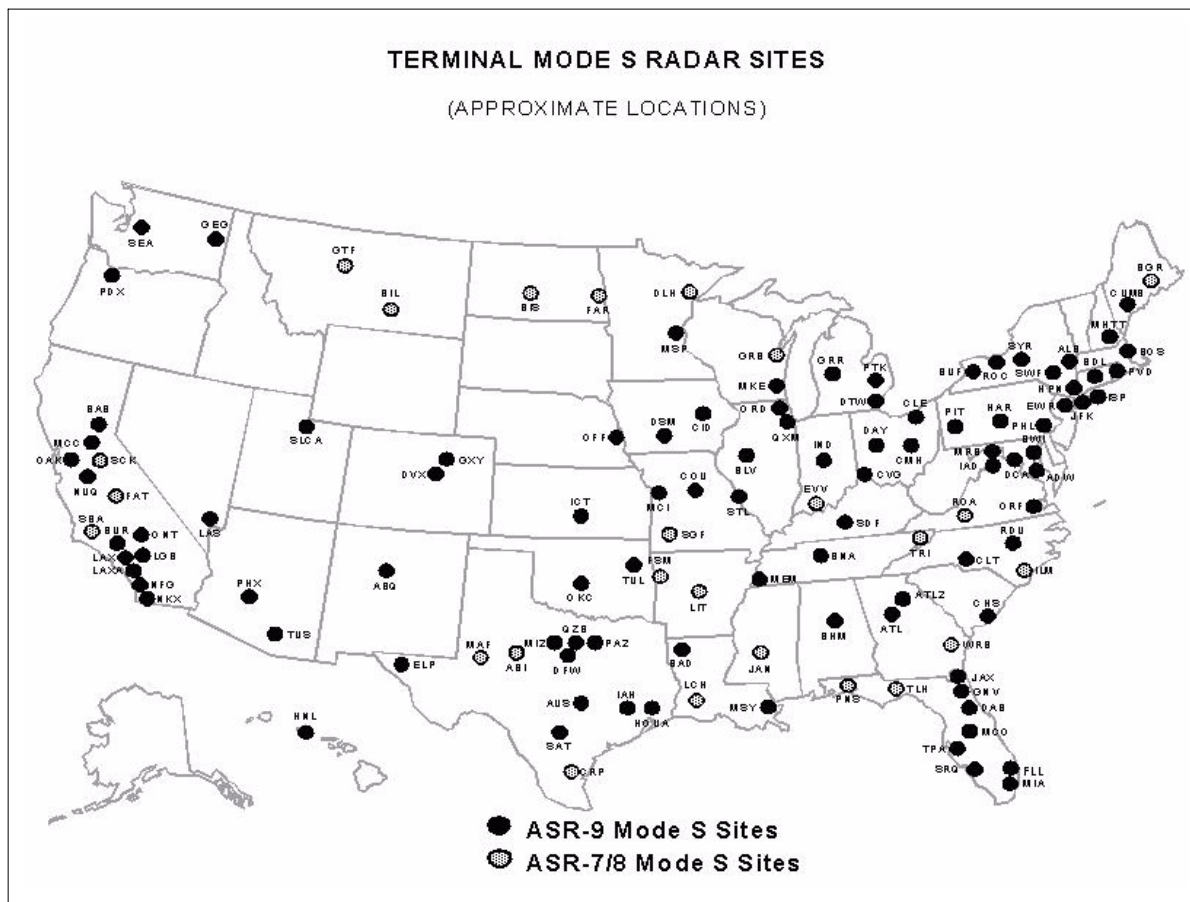 TERMINAL MODE S RADAR SITES
(APPROXIMATE LOCATIONS)
SEA
GEG
PDX
GTF
BIL
BIS
FAR
DLH
MSP
GRB
MKE
GRR
PTK
DTW
ORD
QXM
BUF
ROC
SYR
SWF
ALB
BDL
HPN
EWR
JFK
ISP
PVD
BOS
MHTT
CUMB
BGR
BAB
MCC
OAK
SCK
NUQ
FAT
SBA
BUR
ONT
LAX
LGB
LAXA
NFG
NKX
LAS
SLCA
GXY
DVX
OFF
DSM
CID
BLV
STL
COU
MCI
SGF
ICT
IND
DAY
CMH
CLE
CVG
PIT
HAR
PHL
BWI
MRB
IAD
DCA
ADW
EVV
SDF
ROA
ORF
RDU
TRI
BNA
CLT
ILM
PHX
TUS
ABQ
ELP
TUL
OKC
FSM
LIT
MEM
ATLZ
ATL
BHM
CHS
WRB
MAF
ABI
MIZ
QZB
PAZ
DFW
BAD
JAN
LCH
MSY
PNS
TLH
JAX
GNV
DAB
MCO
TPA
SRQ
FLL
MIA
AUS
IAH
HOUA
SAT
CRP
HNL
ASR-9 Mode S Sites
ASR-7/8 Mode S Sites